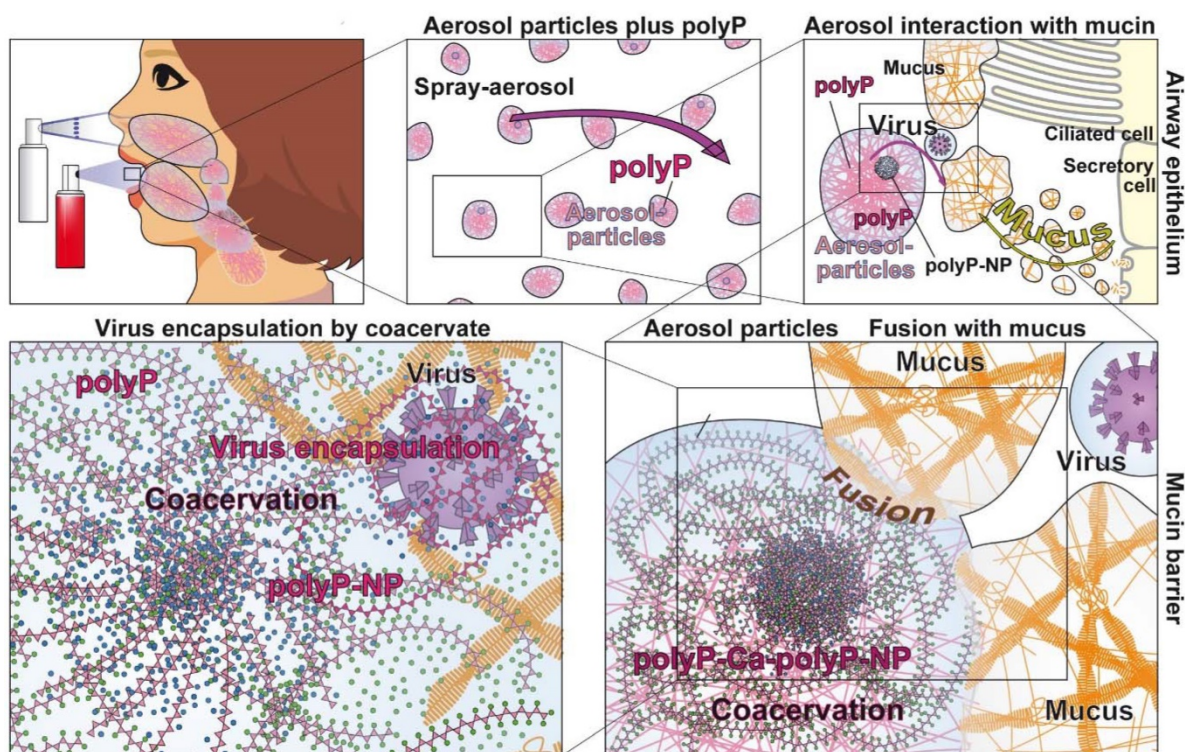 Aerosol particles plus polyP
Spray-aerosol
polyP
Aerosol-
particles
Aerosol interaction with mucin
Mucus
polyP
Virus
Ciliated cell
Secretory
cell
polyP
Aerosol-
particles
polyP-NP
Mucus
Airway epithelium
Virus encapsulation by coacervate
polyP
Virus
Virus encapsulation
Coacervation
polyP-NP
Aerosol particles
Fusion with mucus
Mucus
Virus
Fusion
polyP-Ca-polyP-NP
Coacervation
Mucus
Mucin barrier